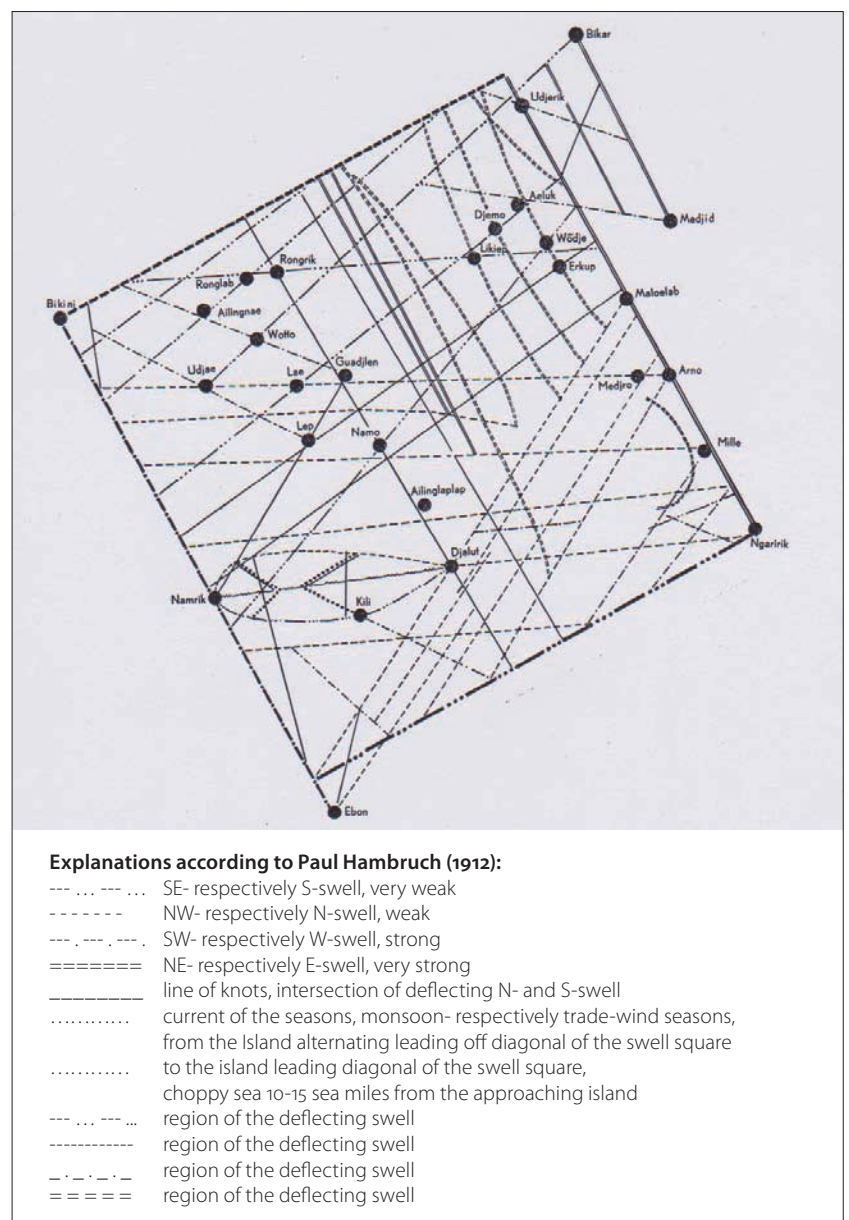 Bikar
Udjerik
Aeluk
Medjid
Djemo
Wōdje
Likiep
Rongrik
Erkup
Ronglab
Maloelab
Bikini
Ailingnae
Wotto
Guadjlen
Udjae
Lae
Medjro
Arno
Lep
Namo
Mille
Ailinglaplap
Ngaririk
Djalut
Namrik
Kili
Ebon
Explanations according to Paul Hambruch (1912):
--- ... --- ... SE- respectively S-swell, very weak
- - - - - - - NW- respectively N-swell, weak
--- . --- . --- . SW- respectively W-swell, strong
======= NE- respectively E-swell, very strong
________ line of knots, intersection of deflecting N- and S-swell
............ current of the seasons, monsoon- respectively trade-wind seasons,
from the Island alternating leading off diagonal of the swell square
............ to the island leading diagonal of the swell square,
choppy sea 10-15 sea miles from the approaching island
--- ... --- ... region of the deflecting swell
------------ region of the deflecting swell
_ . _ . _ . _ region of the deflecting swell
= = = = = region of the deflecting swell